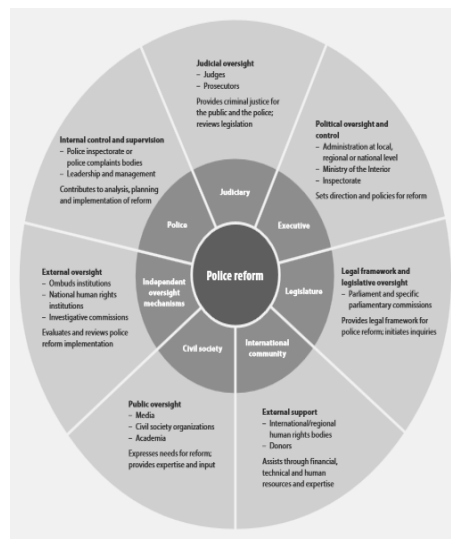 Judicial oversight
– Judges
– Prosecutors
Provides criminal justice for
the public and the police;
reviews legislation
Political oversight and
control
– Administration at local,
regional or national level
– Ministry of the Interior
– Inspectorate
Sets direction and policies for reform
Internal control and supervision
– Police inspectorate or
police complaints bodies
– Leadership and management
Contributes to analysis, planning
and implementation of reform
Judiciary
Police
Executive
External oversight
– Ombuds institutions
– National human rights
institutions
– Investigative commissions
Evaluates and reviews police
reform implementation
Independent
oversight
mechanisms
Police reform
Legislature
Legal framework and
legislative oversight
– Parliament and specific
parliamentary commissions
Provides legal framework for
police reform; initiates inquiries
Civil society
International
community
Public oversight
– Media
– Civil society organizations
– Academia
Expresses needs for reform;
provides expertise and input
External support
– International/regional
human rights bodies
– Donors
Assists through financial,
technical and human
resources and expertise